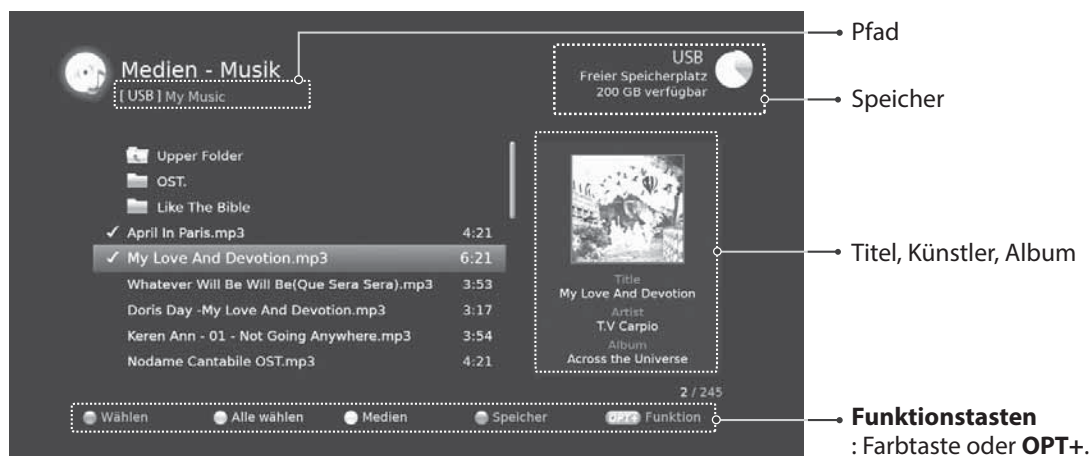 Pfad
Medien - Musik
[ USB ] My Music
USB
Freier Speicherplatz
200 GB verfügbar
Speicher
Upper Folder
OST.
Like The Bible
✓ April In Paris.mp3 4:21
✓ My Love And Devotion.mp3 6:21
Whatever Will Be Will Be(Que Sera Sera).mp3 3:53
Doris Day -My Love And Devotion.mp3 3:17
Keren Ann - 01 - Not Going Anywhere.mp3 3:54
Nodame Cantabile OST.mp3 4:21
Title
My Love And Devotion
Artist
T.V Carpio
Album
Across the Universe
Titel, Künstler, Album
2 / 245
Wählen Alle wählen Medien Speicher OPT+ Funktion
Funktionstasten
: Farbtaste oder OPT+.